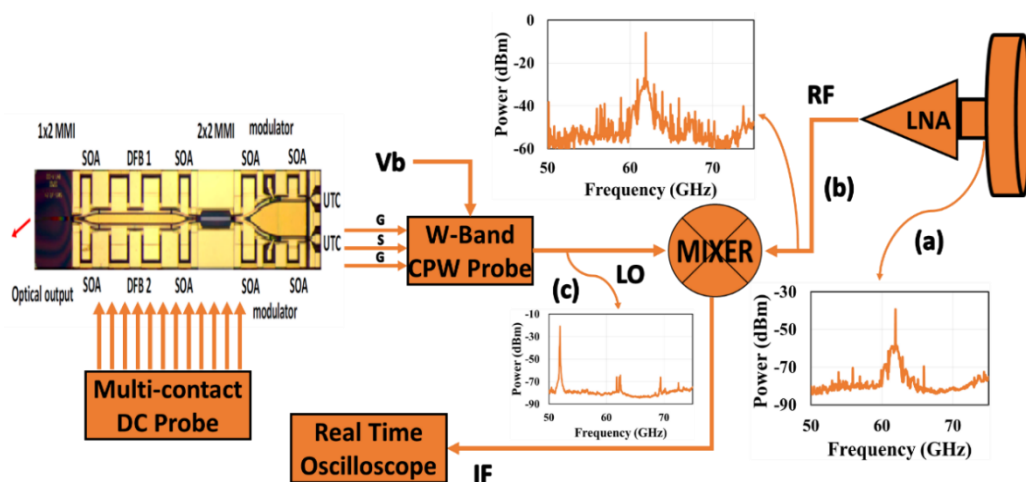 1x2 MMI
2x2 MMI
modulator
SOA
DFB 1
SOA
SOA
SOA
UTC
UTC
Optical output
SOA
DFB 2
SOA
SOA
SOA
modulator
Multi-contact
DC Probe
G
S
G
Vb
W-Band
CPW Probe
(c)
LO
MIXER
RF
(b)
LNA
(a)
Power (dBm)
0
-20
-40
-60
50
60
70
Frequency (GHz)
Power (dBm)
-10
-30
-50
-70
-90
50
60
70
Frequency (GHz)
Power (dBm)
-30
-50
-70
-90
50
60
70
Frequency (GHz)
Real Time
Oscilloscope
IF